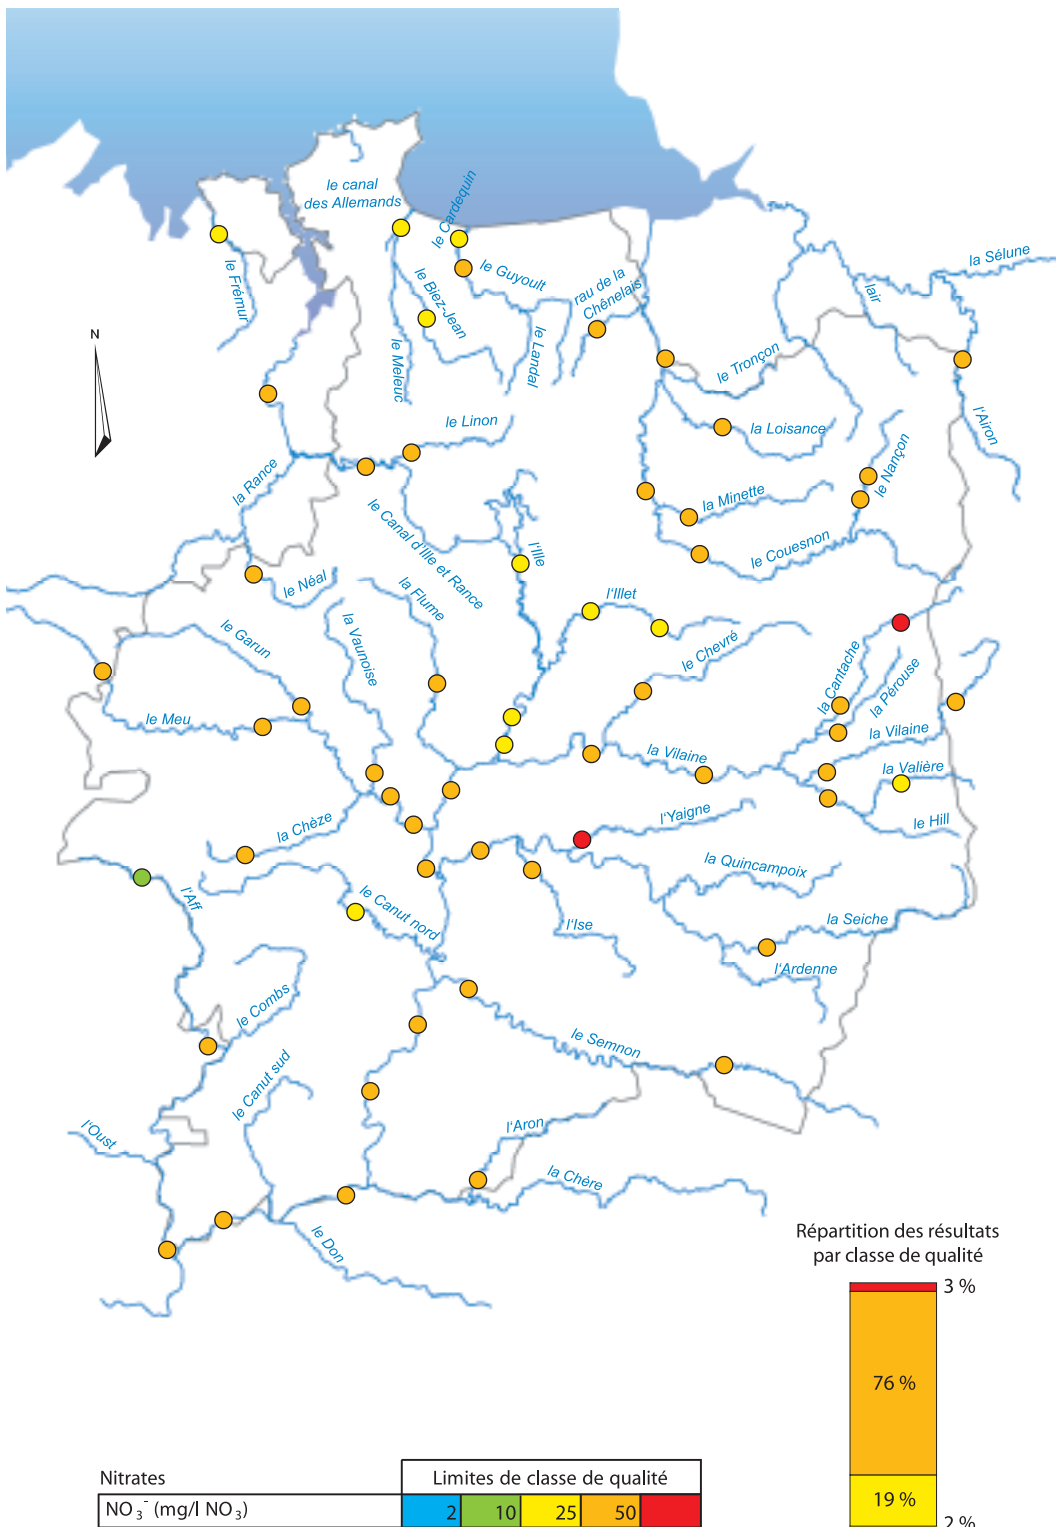 le canal
des Allemands
le Cardequin
le Frémur
le Guyoult
le Biez-Jean
rau de la
Chênelais
la Sélune
lair
N
le Meleuc
le Landal
le Tronçon
l'Airon
le Linon
la Loisance
la Rance
le Nançon
la Minette
le Canal d'Ille et Rance
l'Ille
le Couesnon
le Néal
la Flume
l'Illet
le Garun
la Vaunoise
le Chevré
la Cantache
la Pérouse
le Meu
la Vilaine
la Vilaine
la Valière
la Chèze
l'Yaigne
le Hill
la Quincampoix
l'Aff
le Canut nord
l'Ise
la Seiche
l'Ardenne
le Combs
le Semnon
le Canut sud
l'Oust
l'Aron
la Chère
le Don
Répartition des résultats
par classe de qualité
3 %
76 %
19 %
2 %
Nitrates
Limites de classe de qualité
NO3- (mg/l NO3)
2 10 25 50